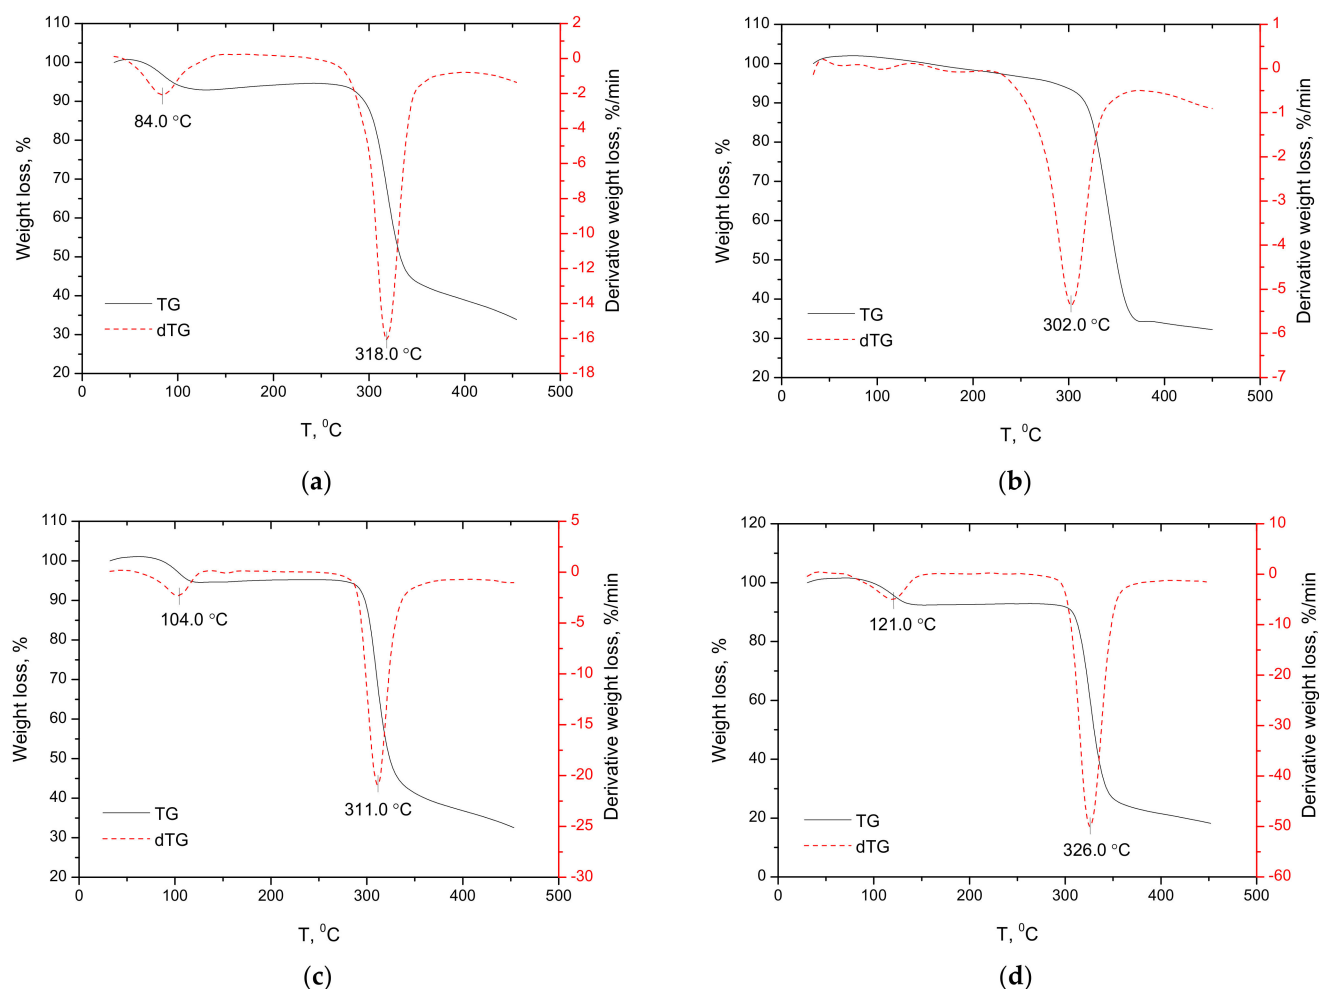 110
100
90
80
70
60
50
40
30
20
Weight loss, %
2
0
-2
-4
-6
-8
-10
-12
-14
-16
-18
Derivative weight loss, %/min
84.0 °C
318.0 °C
TG
dTG
0 100 200 300 400 500
T, ⁰C
(a)
110
100
90
80
70
60
50
40
30
20
Weight loss, %
1
0
-1
-2
-3
-4
-5
-6
-7
Derivative weight loss, %/min
302.0 °C
TG
dTG
0 100 200 300 400 500
T, ⁰C
(b)
110
100
90
80
70
60
50
40
30
20
Weight loss, %
5
0
-5
-10
-15
-20
-25
-30
Derivative weight loss, %/min
104.0 °C
311.0 °C
TG
dTG
0 100 200 300 400 500
T, ⁰C
(c)
120
100
80
60
40
20
0
Weight loss, %
10
0
-10
-20
-30
-40
-50
-60
Derivative weight loss, %/min
121.0 °C
326.0 °C
TG
dTG
0 100 200 300 400 500
T, ⁰C
(d)